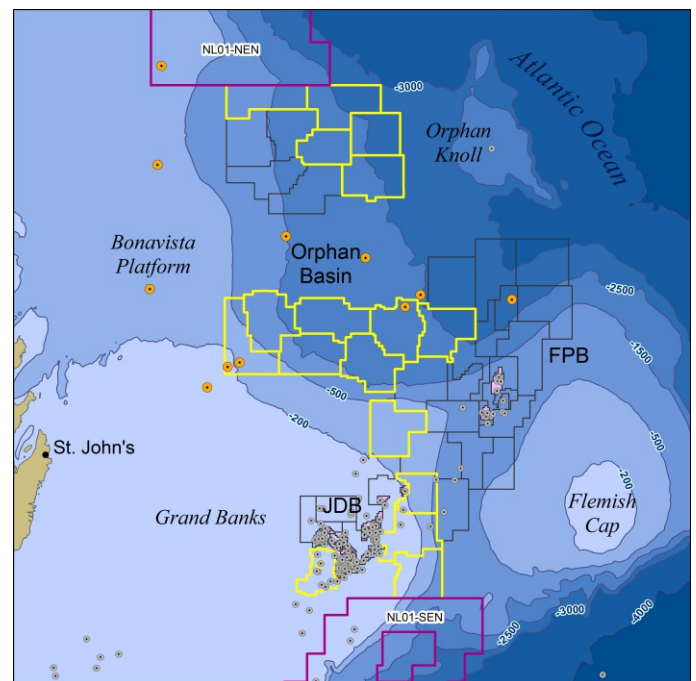 NL01-NEN
-3000
Atlantic Ocean
Orphan
Knoll
Bonavista
Platform
Orphan
Basin
-2500
FPB
-1500
-500
-200
-500
-200
St. John's
Grand Banks
JDB
Flemish
Cap
NL01-SEN
-2500
-3000
-4000